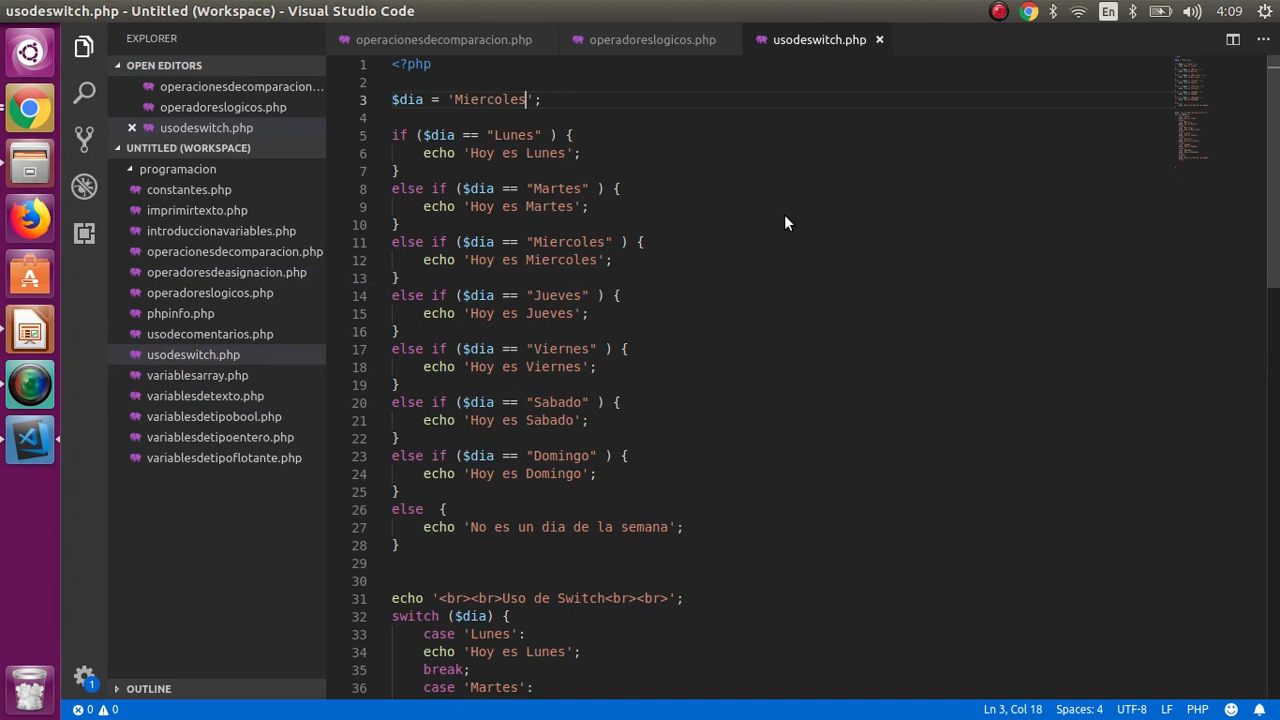 usodeswitch.php - Untitled (Workspace) - Visual Studio Code
En
4:09
EXPLORER
OPEN EDITORS
operacionesdecomparacion...
operadoreslogicos.php
usodeswitch.php
UNTITLED (WORKSPACE)
programacion
constantes.php
imprimirtexto.php
introduccionavariables.php
operacionesdecomparacion.php
operadoresdeasignacion.php
operadoreslogicos.php
phpinfo.php
usodecomentarios.php
usodeswitch.php
variablesarray.php
variablesdetexto.php
variablesdetipobool.php
variablesdetipoentero.php
variablesdetipoflotante.php
OUTLINE
1
operacionesdecomparacion.php
operadoreslogicos.php
usodeswitch.php
1 <?php
2
3 $dia = 'Miercoles';
4
5 if ($dia == "Lunes" ) {
6 echo 'Hoy es Lunes';
7 }
8 else if ($dia == "Martes" ) {
9 echo 'Hoy es Martes';
10 }
11 else if ($dia == "Miercoles" ) {
12 echo 'Hoy es Miercoles';
13 }
14 else if ($dia == "Jueves" ) {
15 echo 'Hoy es Jueves';
16 }
17 else if ($dia == "Viernes" ) {
18 echo 'Hoy es Viernes';
19 }
20 else if ($dia == "Sabado" ) {
21 echo 'Hoy es Sabado';
22 }
23 else if ($dia == "Domingo" ) {
24 echo 'Hoy es Domingo';
25 }
26 else  {
27 echo 'No es un dia de la semana';
28 }
29
30
31 echo '<br><br>Uso de Switch<br><br>';
32 switch ($dia) {
33 case 'Lunes':
34 echo 'Hoy es Lunes';
35 break;
36 case 'Martes':
0 0
Ln 3, Col 18
Spaces: 4
UTF-8
LF
PHP